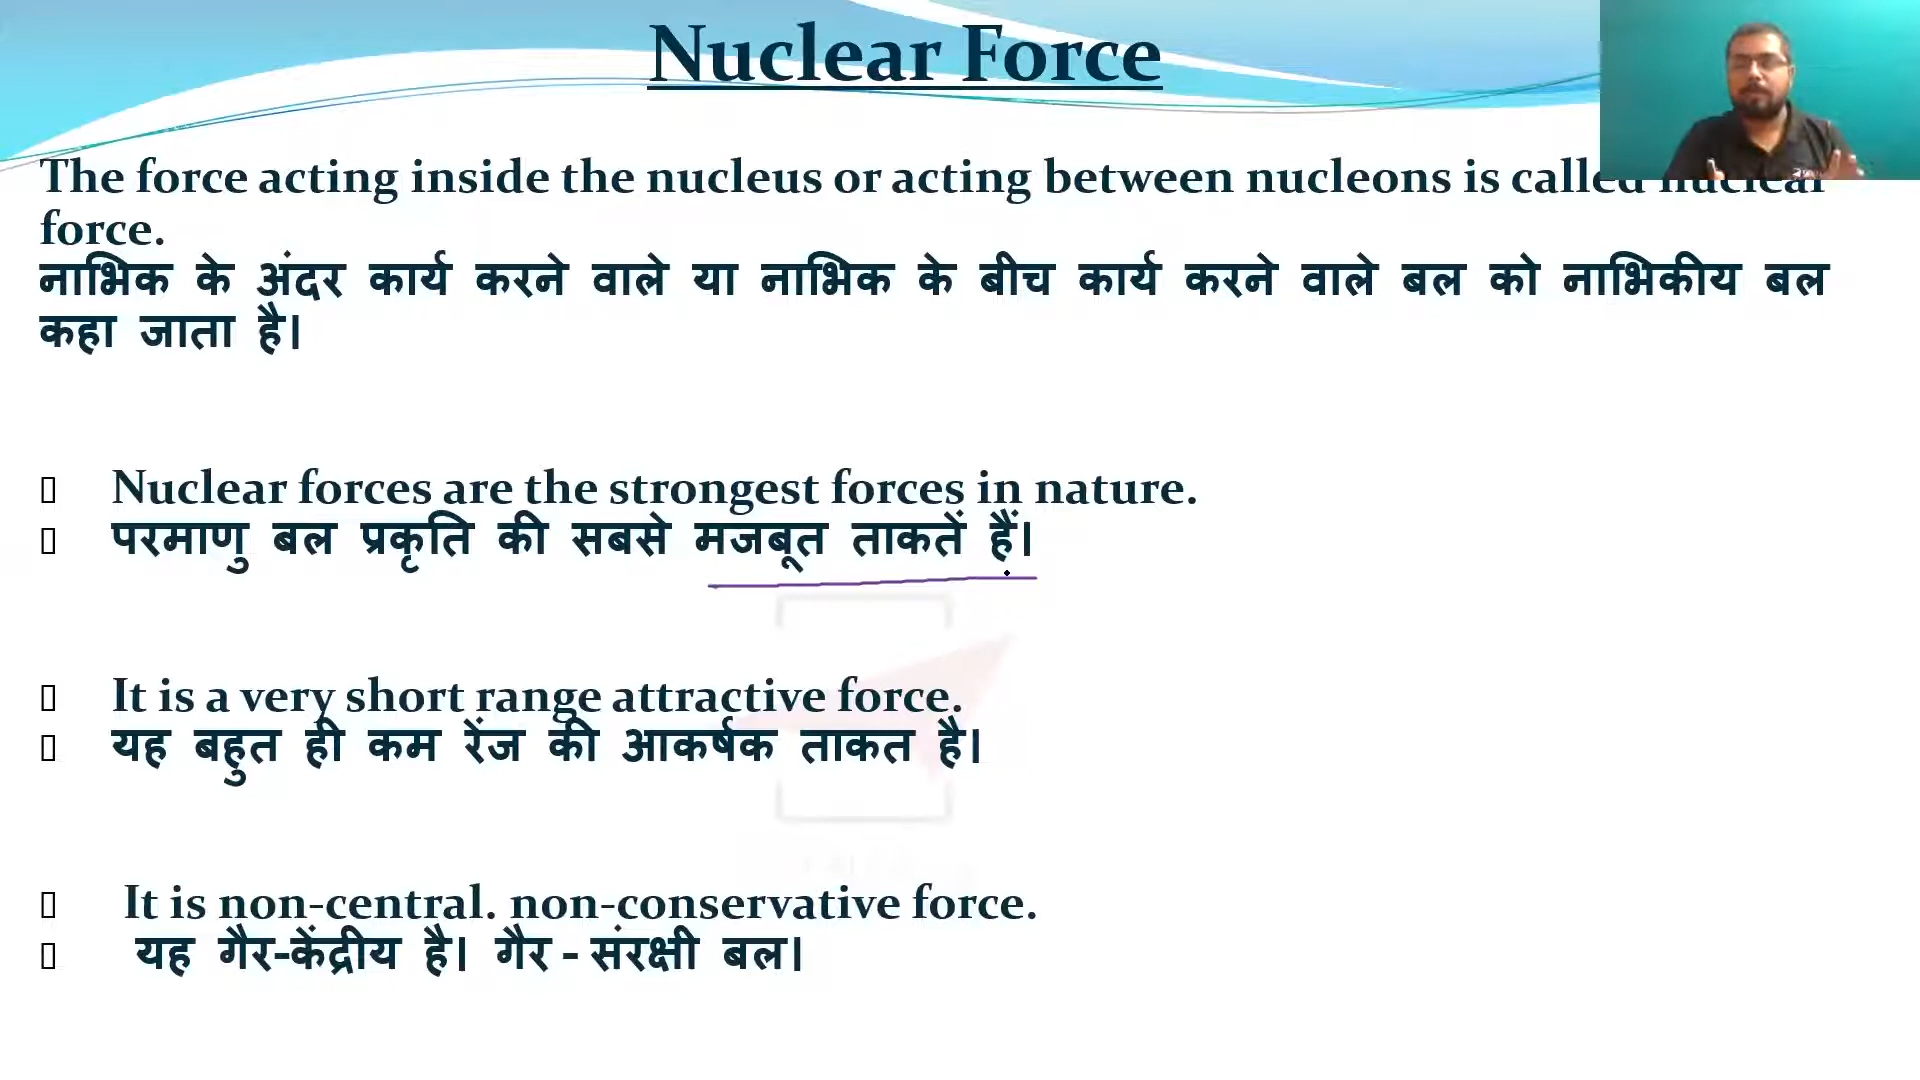 Nuclear Force
The force acting inside the nucleus or acting between nucleons is called nuclear
force.
नाभिक के अंदर कार्य करने वाले या नाभिक के बीच कार्य करने वाले बल को नाभिकीय बल
कहा जाता है।
Nuclear forces are the strongest forces in nature.
परमाणु बल प्रकृति की सबसे मजबूत ताकतें हैं।
It is a very short range attractive force.
यह बहुत ही कम रेंज की आकर्षक ताकत है।
It is non-central. non-conservative force.
यह गैर-केंद्रीय है। गैर - संरक्षी बल।